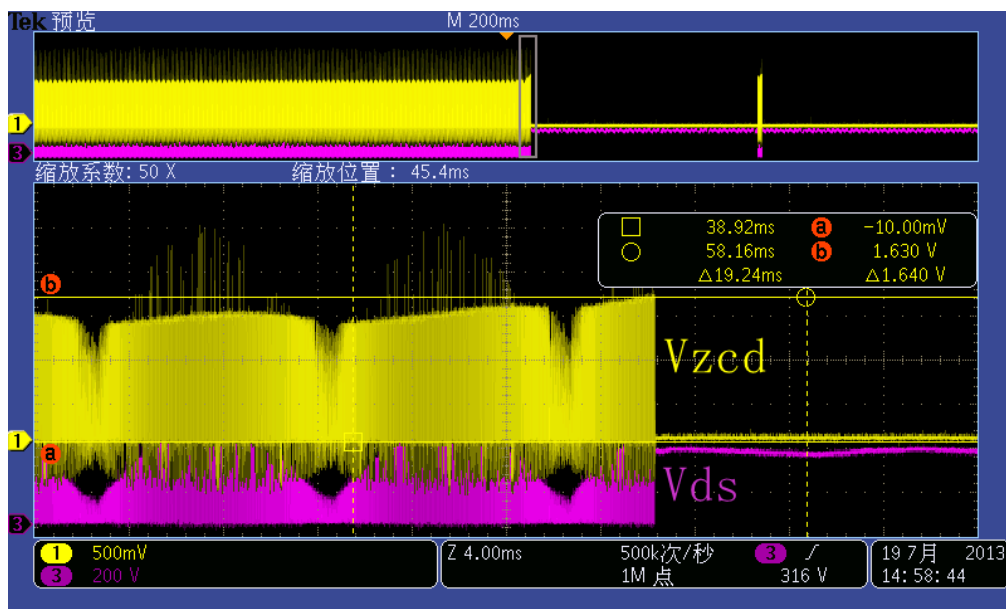 Tek 预览 M 200ms
1
3
缩放系数: 50 X 缩放位置: 45.4ms
38.92ms a −10.00mV
58.16ms b 1.630 V
△19.24ms △1.640 V
b
Vzcd
1
a
Vds
3
1 500mV Z 4.00ms 500k次/秒 3 19 7月 2013
3 200 V 1M 点 316 V 14:58:44